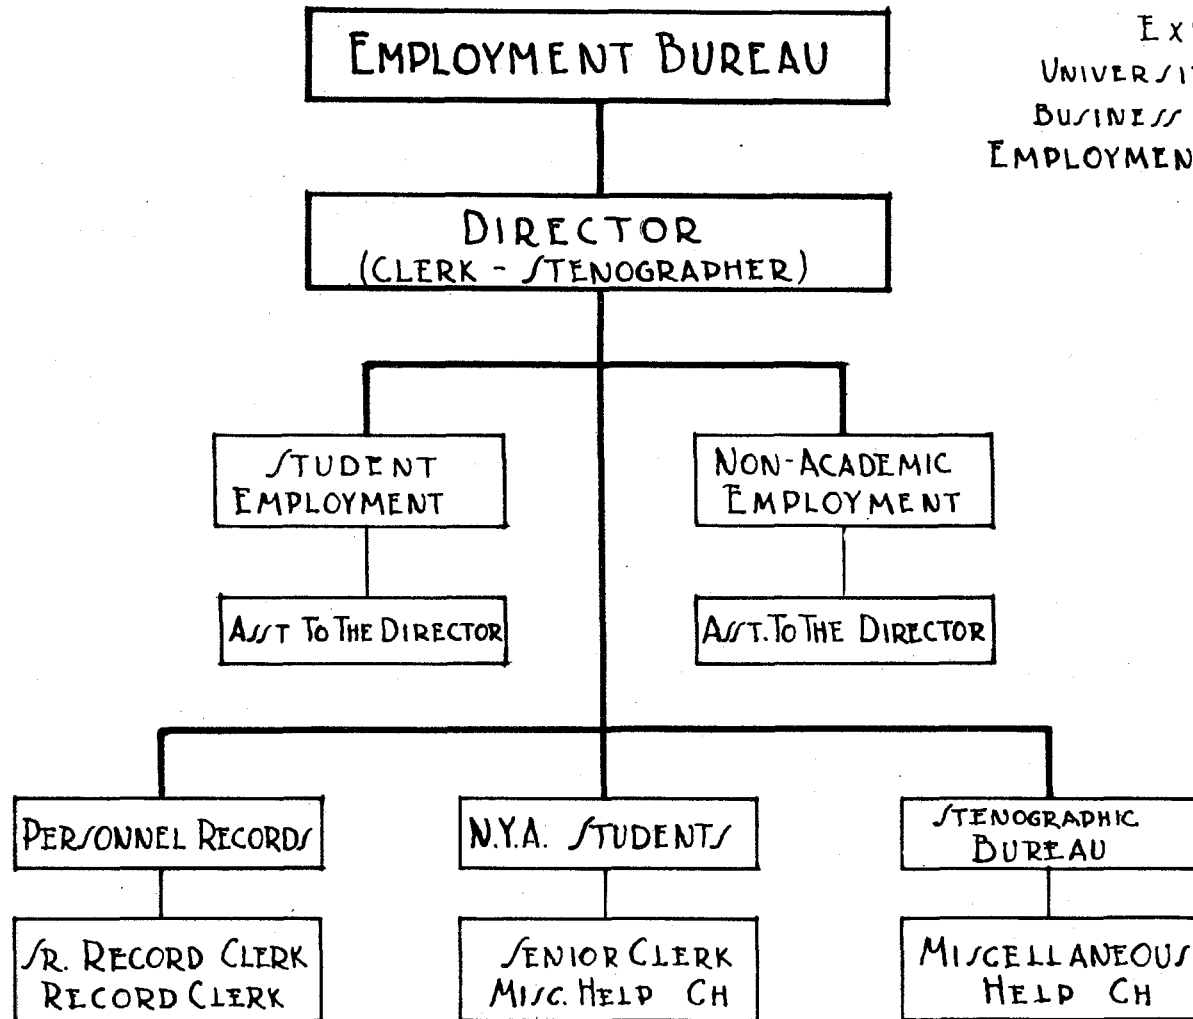 EMPLOYMENT BUREAU
BUSINESS
DIRECTOR
(CLERK - STENOGRAPHER)
STUDENT
EMPLOYMENT
NON-ACADEMIC
EMPLOYMENT
ASST TO THE DIRECTOR
ASST. TO THE DIRECTOR
PERSONNEL RECORDS
N.Y.A. STUDENTS
STENOGRAPHIC
BUREAU
SR. RECORD CLERK
RECORD CLERK
SENIOR CLERK
MISC. HELP CH
MISCELLANEOUS
HELP CH